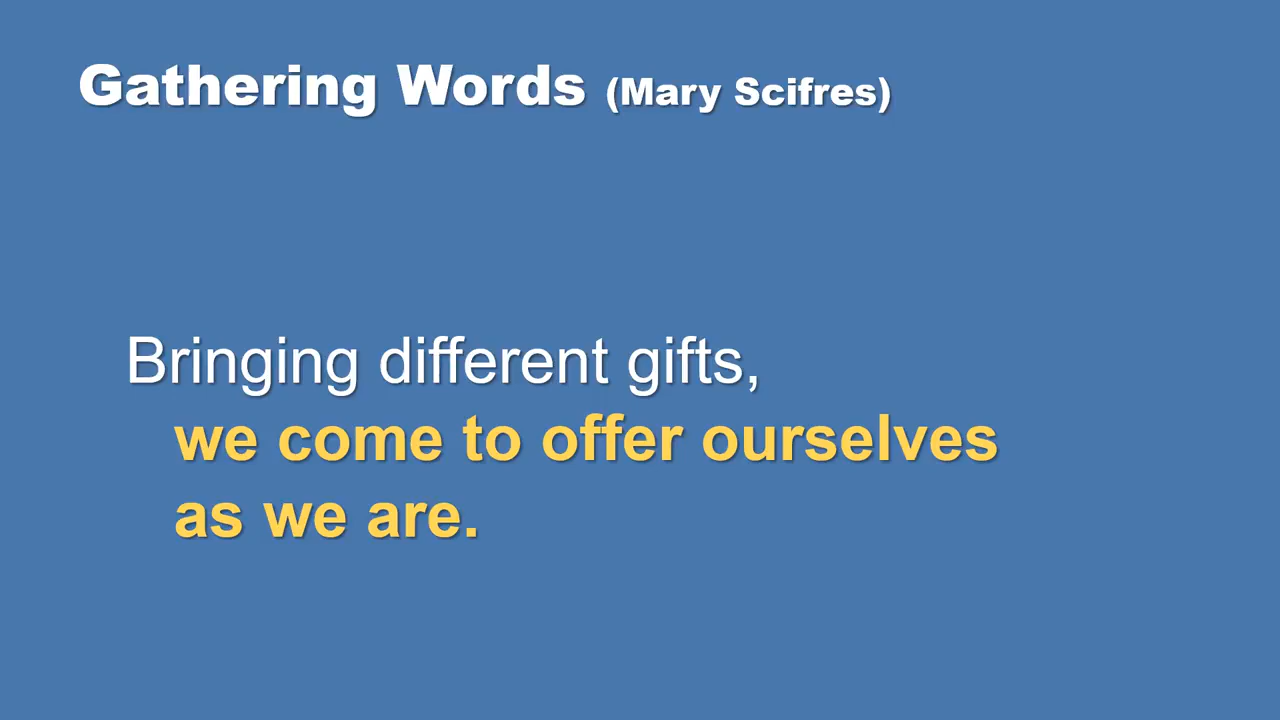 Gathering Words (Mary Scifres)
Bringing different gifts,
we come to offer ourselves
as we are.